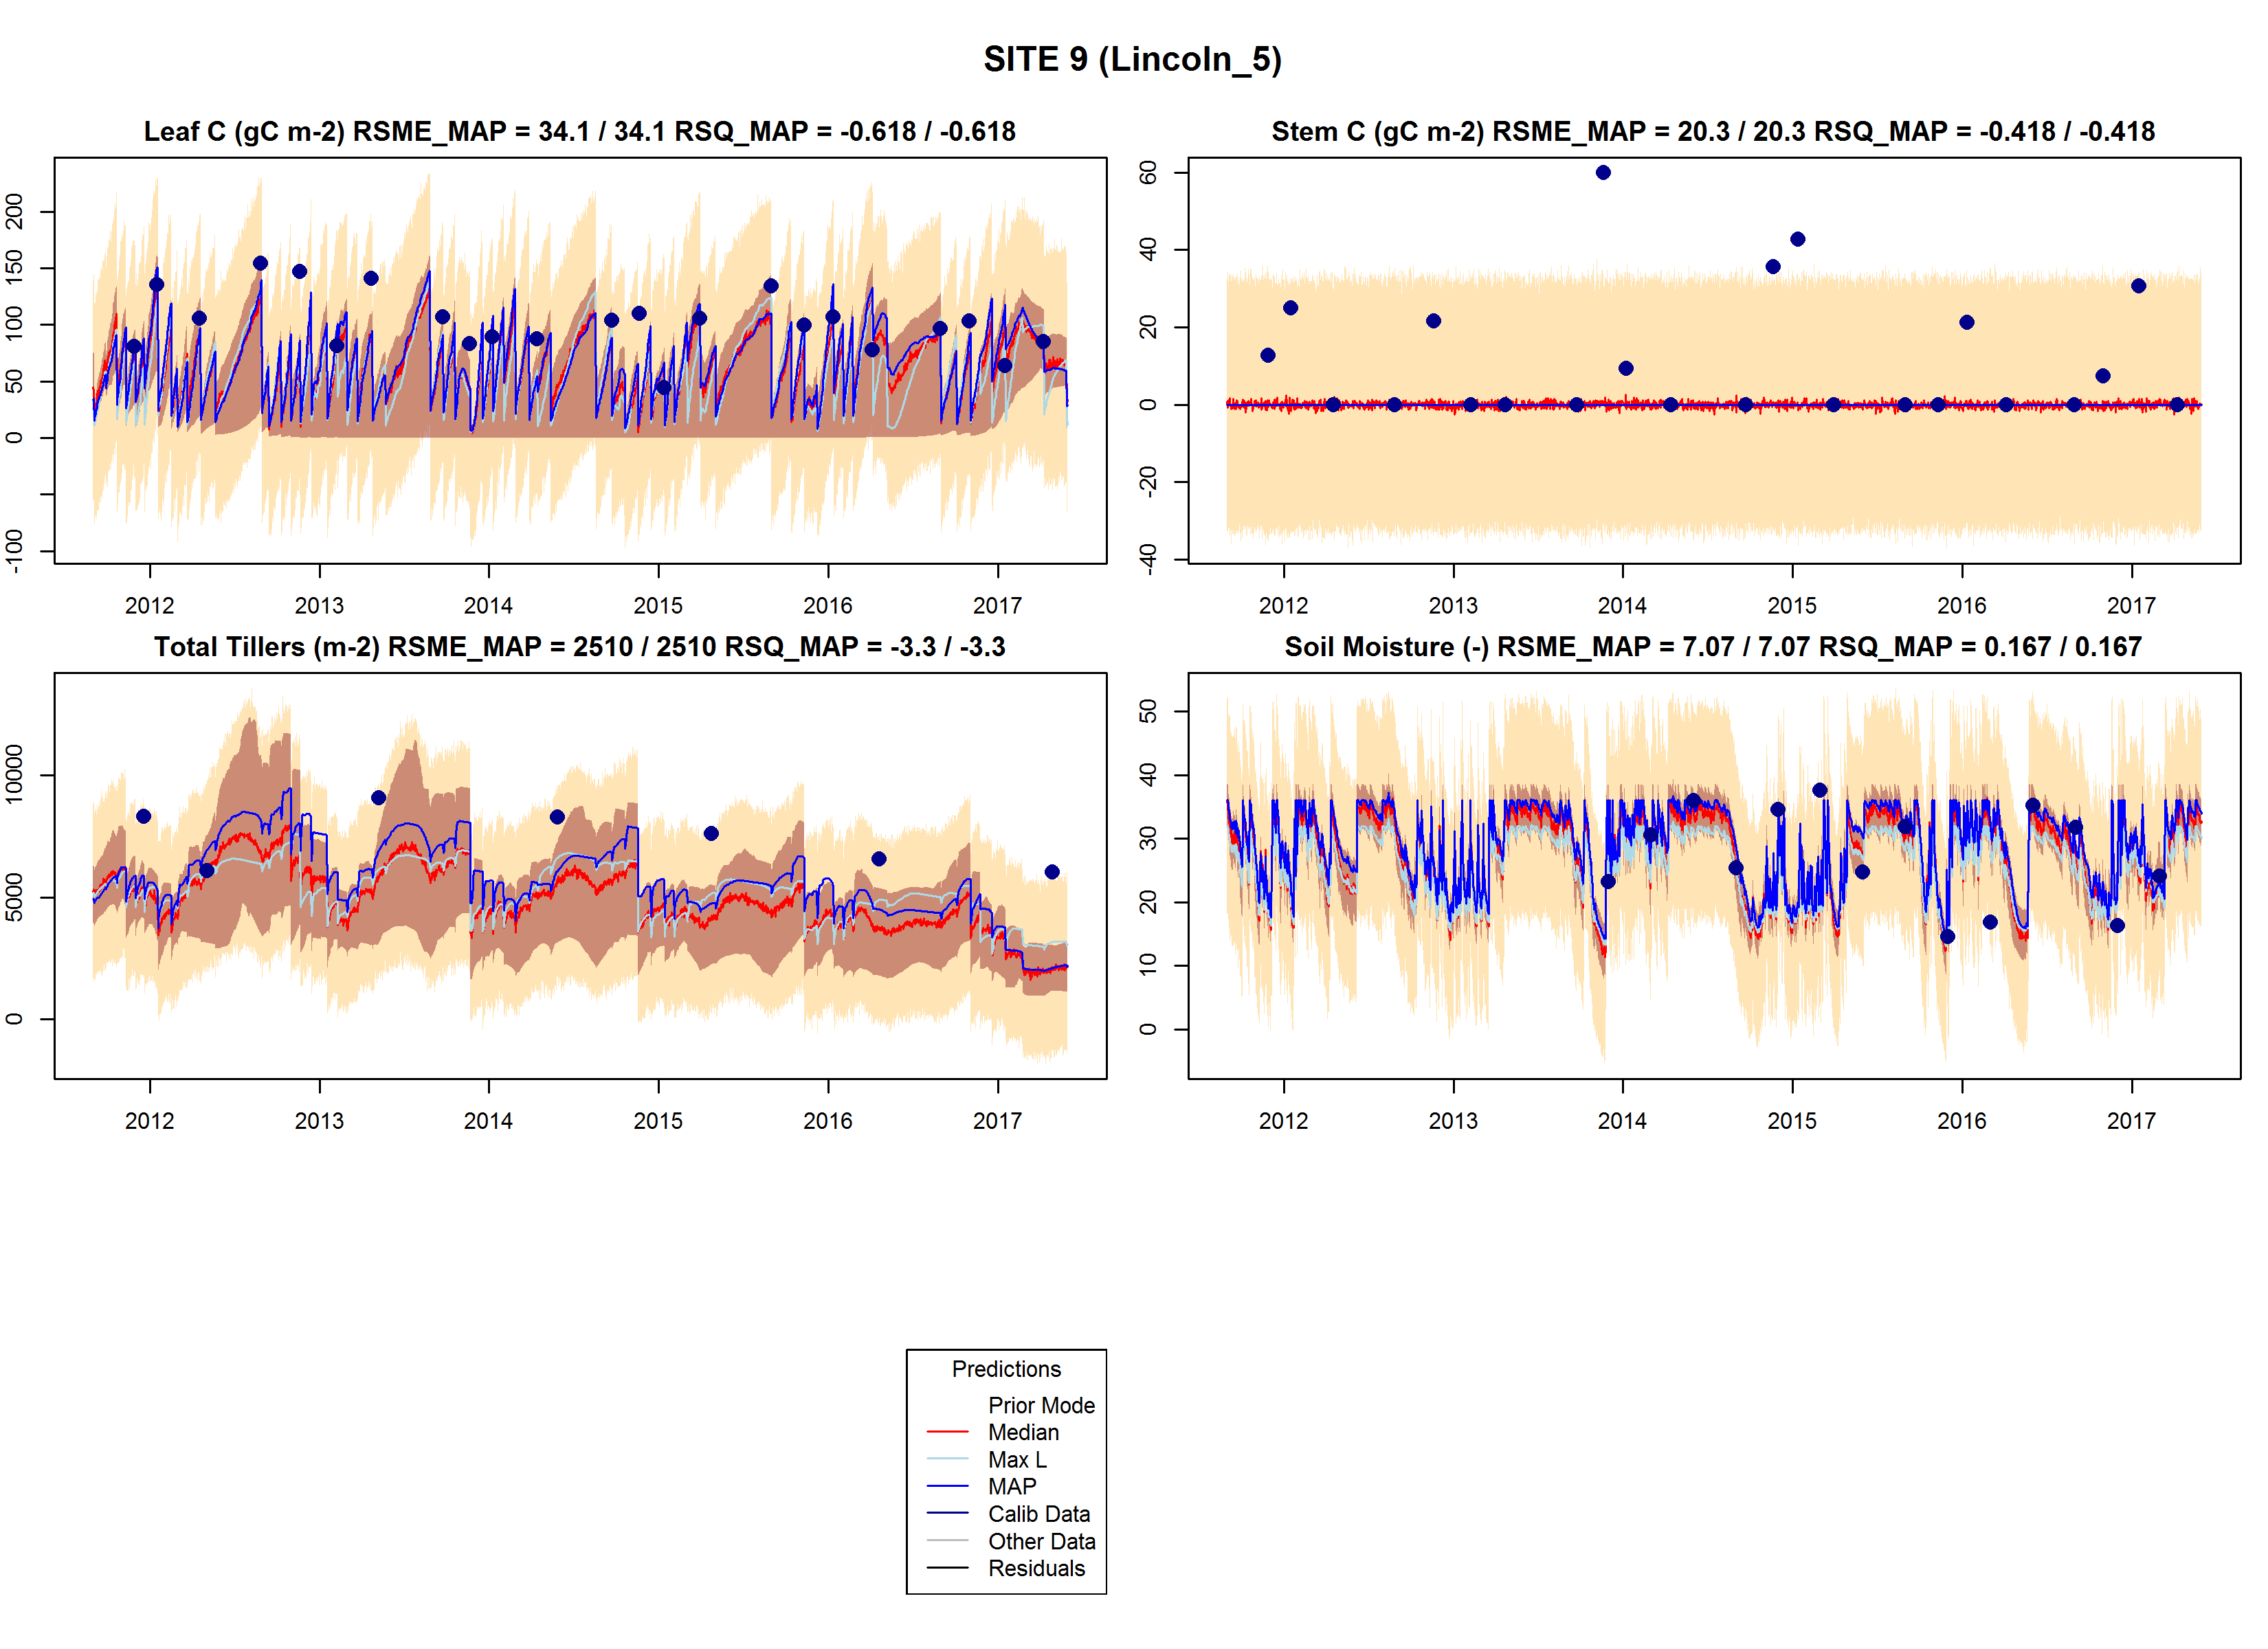 SITE 9 (Lincoln_5)
Leaf C (gC m-2) RSME_MAP = 34.1 / 34.1 RSQ_MAP = -0.618 / -0.618
200
150
100
50
0
-100
2012 2013 2014 2015 2016 2017
Stem C (gC m-2) RSME_MAP = 20.3 / 20.3 RSQ_MAP = -0.418 / -0.418
60
40
20
0
-20
-40
2012 2013 2014 2015 2016 2017
Total Tillers (m-2) RSME_MAP = 2510 / 2510 RSQ_MAP = -3.3 / -3.3
10000
5000
0
2012 2013 2014 2015 2016 2017
Soil Moisture (-) RSME_MAP = 7.07 / 7.07 RSQ_MAP = 0.167 / 0.167
50
40
30
20
10
0
2012 2013 2014 2015 2016 2017
Predictions
Prior Mode
Median
Max L
MAP
Calib Data
Other Data
Residuals